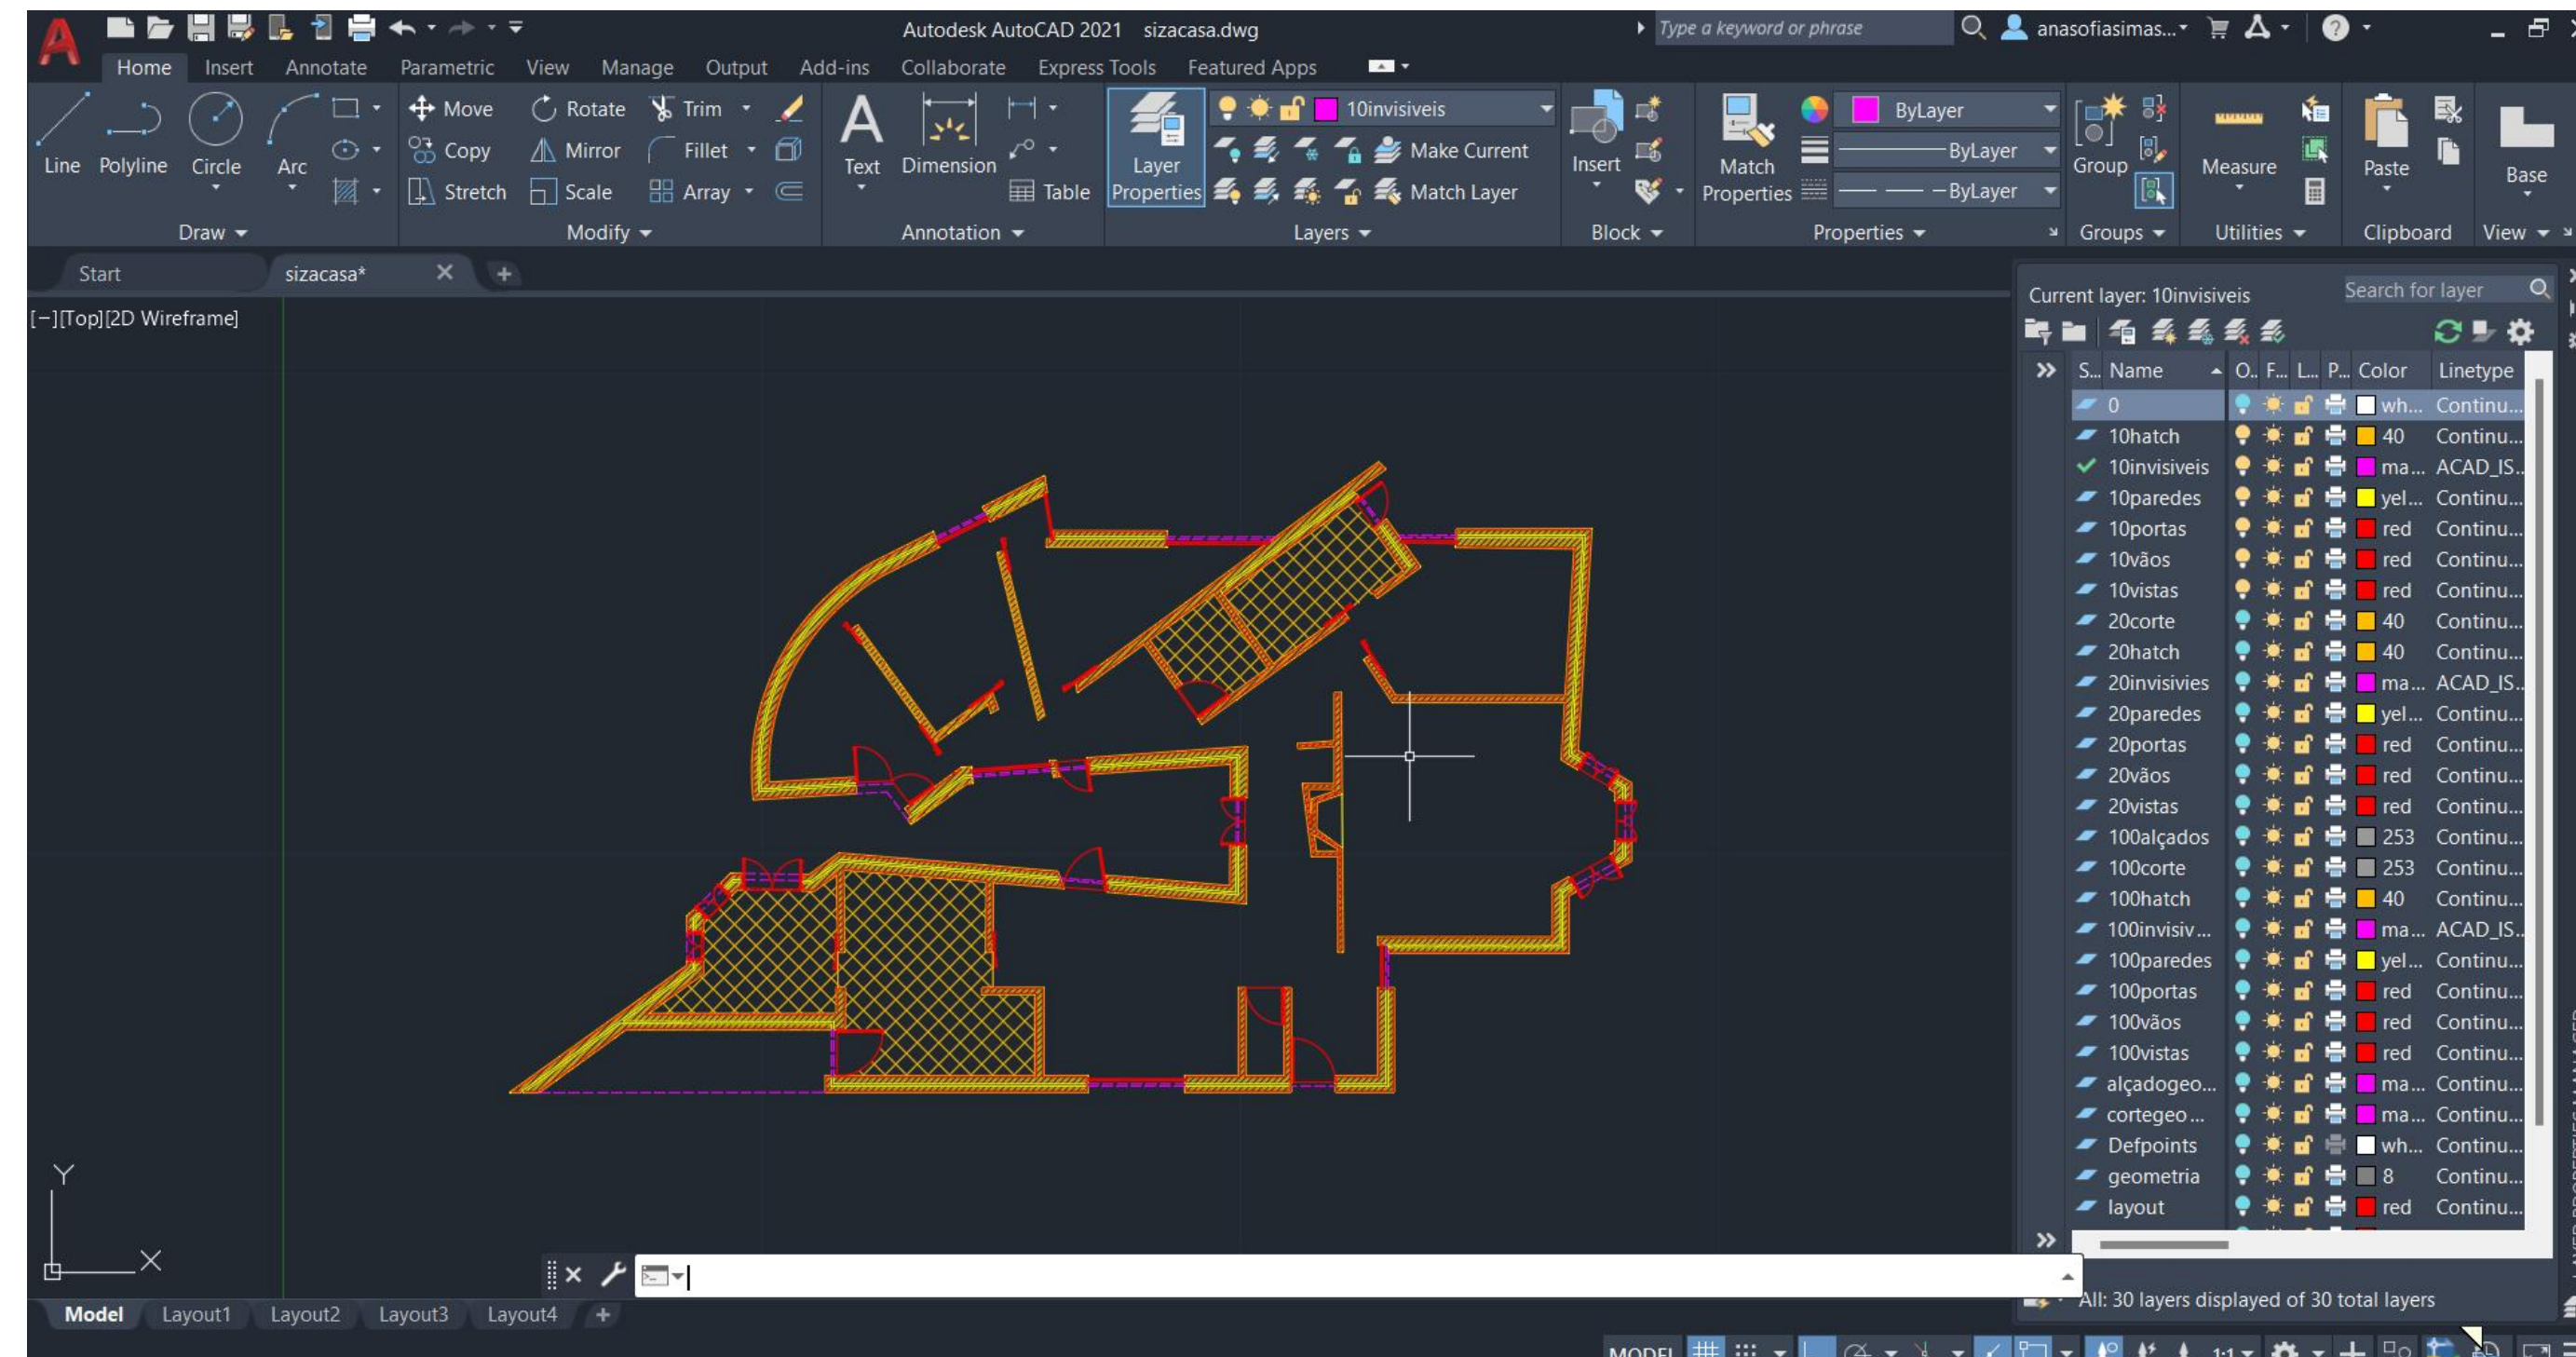 Autodesk AutoCAD 2021 sizacasa.dwg
Type a keyword or phrase
anasofiasimas...
Home Insert Annotate Parametric View Manage Output Add-ins Collaborate Express Tools Featured Apps
Line Polyline Circle Arc
Move Rotate Trim
Copy Mirror Fillet
Stretch Scale Array
Text Dimension Table
Layer Properties
10invisiveis
Make Current
Match Layer
Insert
Match Properties
ByLayer
ByLayer
ByLayer
Group
Measure
Paste
Base
Draw Modify Annotation Layers Block Properties Groups Utilities Clipboard View
Start sizacasa*
[−][Top][2D Wireframe]
Current layer: 10invisiveis Search for layer
S... Name O.. F... L... P... Color Linetype
0 wh... Continu...
10hatch 40 Continu...
10invisiveis ma... ACAD_IS..
10paredes yel... Continu...
10portas red Continu...
10vãos red Continu...
10vistas red Continu...
20corte 40 Continu...
20hatch 40 Continu...
20invisivies ma... ACAD_IS..
20paredes yel... Continu...
20portas red Continu...
20vãos red Continu...
20vistas red Continu...
100alçados 253 Continu...
100corte 253 Continu...
100hatch 40 Continu...
100invisiv... ma... ACAD_IS..
100paredes yel... Continu...
100portas red Continu...
100vãos red Continu...
100vistas red Continu...
alçadogeo... ma... Continu...
cortegeo... ma... Continu...
Defpoints wh... Continu...
geometria 8 Continu...
layout red Continu...
All: 30 layers displayed of 30 total layers
Y
X
Model Layout1 Layout2 Layout3 Layout4 +
MODEL 1:1